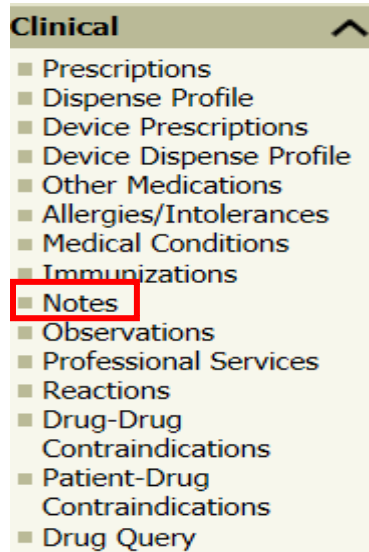 Clinical
Prescriptions
Dispense Profile
Device Prescriptions
Device Dispense Profile
Other Medications
Allergies/Intolerances
Medical Conditions
Immunizations
Notes
Observations
Professional Services
Reactions
Drug-Drug
Contraindications
Patient-Drug
Contraindications
Drug Query